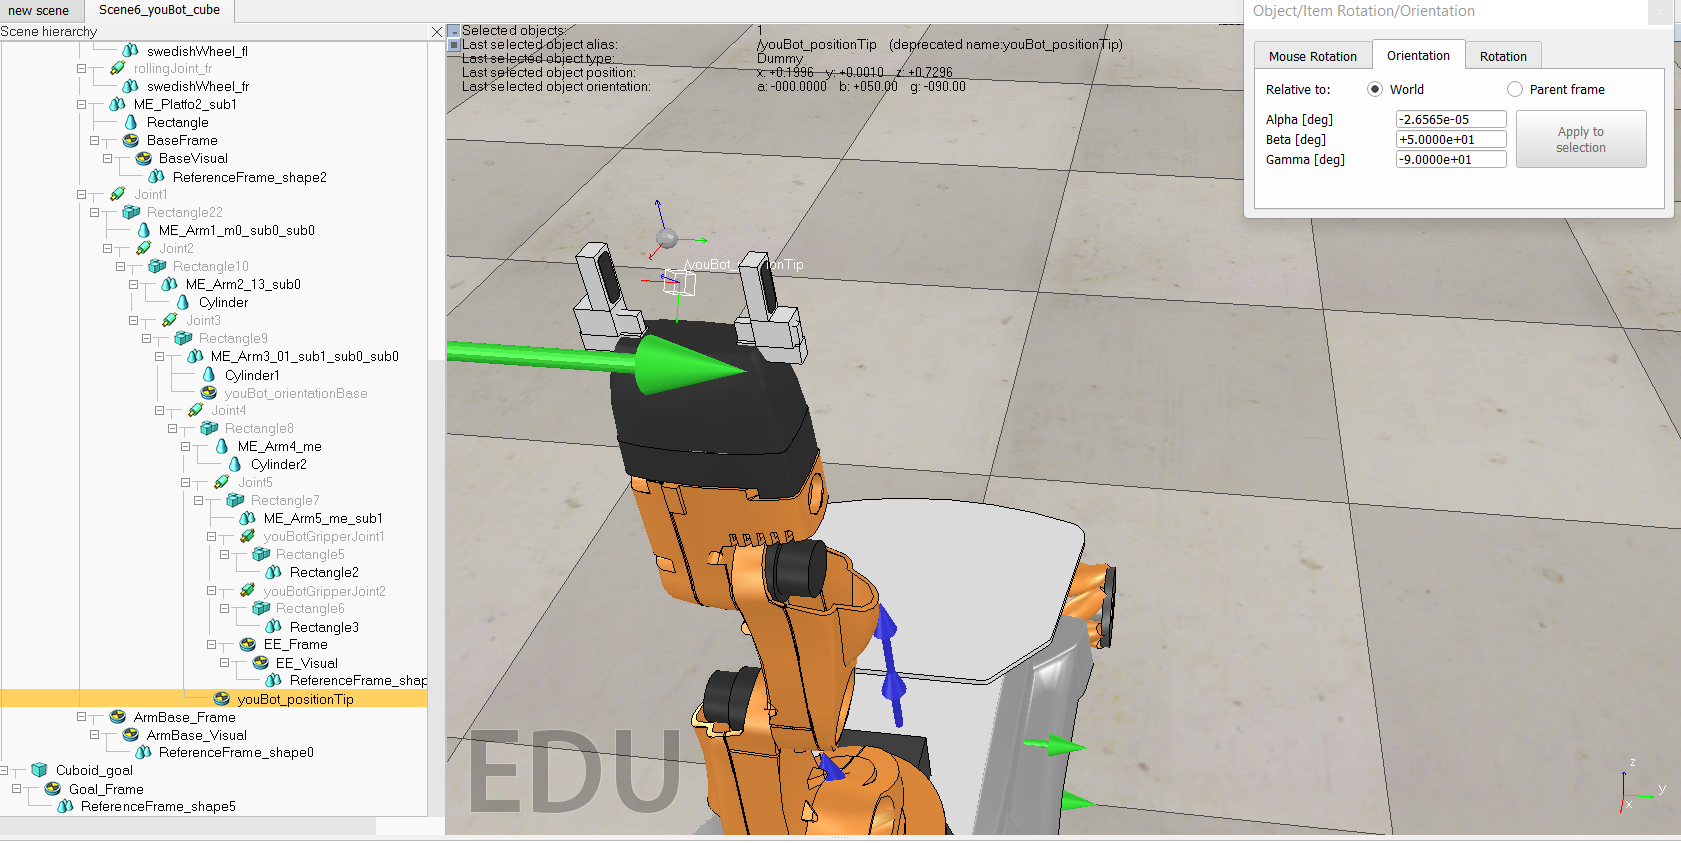 new scene
Scene6_youBot_cube
Scene hierarchy
swedishWheel_fl
rollingJoint_fr
swedishWheel_fr
ME_Platfo2_sub1
Rectangle
BaseFrame
BaseVisual
ReferenceFrame_shape2
Joint1
Rectangle22
ME_Arm1_m0_sub0_sub0
Joint2
Rectangle10
ME_Arm2_13_sub0
Cylinder
Joint3
Rectangle9
ME_Arm3_01_sub1_sub0_sub0
Cylinder1
youBot_orientationBase
Joint4
Rectangle8
ME_Arm4_me
Cylinder2
Joint5
Rectangle7
ME_Arm5_me_sub1
youBotGripperJoint1
Rectangle5
Rectangle2
youBotGripperJoint2
Rectangle6
Rectangle3
EE_Frame
EE_Visual
ReferenceFrame_shap
youBot_positionTip
ArmBase_Frame
ArmBase_Visual
ReferenceFrame_shape0
Cuboid_goal
Goal_Frame
ReferenceFrame_shape5
Selected objects: 1
Last selected object alias: /youBot_positionTip (deprecated name:youBot_positionTip)
Last selected object type: Dummy
Last selected object position: x: +0.1996 y: +0.0010 z: +0.7296
Last selected object orientation: a: -000.0000 b: +050.00 g: -090.00
EDU
z
y
x
Object/Item Rotation/Orientation
Mouse Rotation
Orientation
Rotation
Relative to:
World
Parent frame
Alpha [deg] -2.6565e-05
Beta [deg] +5.0000e+01
Gamma [deg] -9.0000e+01
Apply to
selection